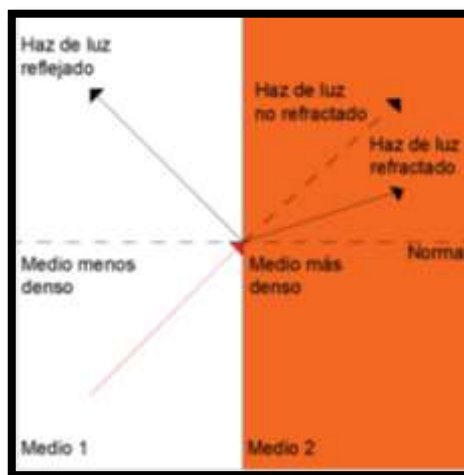 Haz de luz
reflejado
Haz de luz
no refractado
Haz de luz
refractado
Norma
Medio menos
denso
Medio más
denso
Medio 1
Medio 2